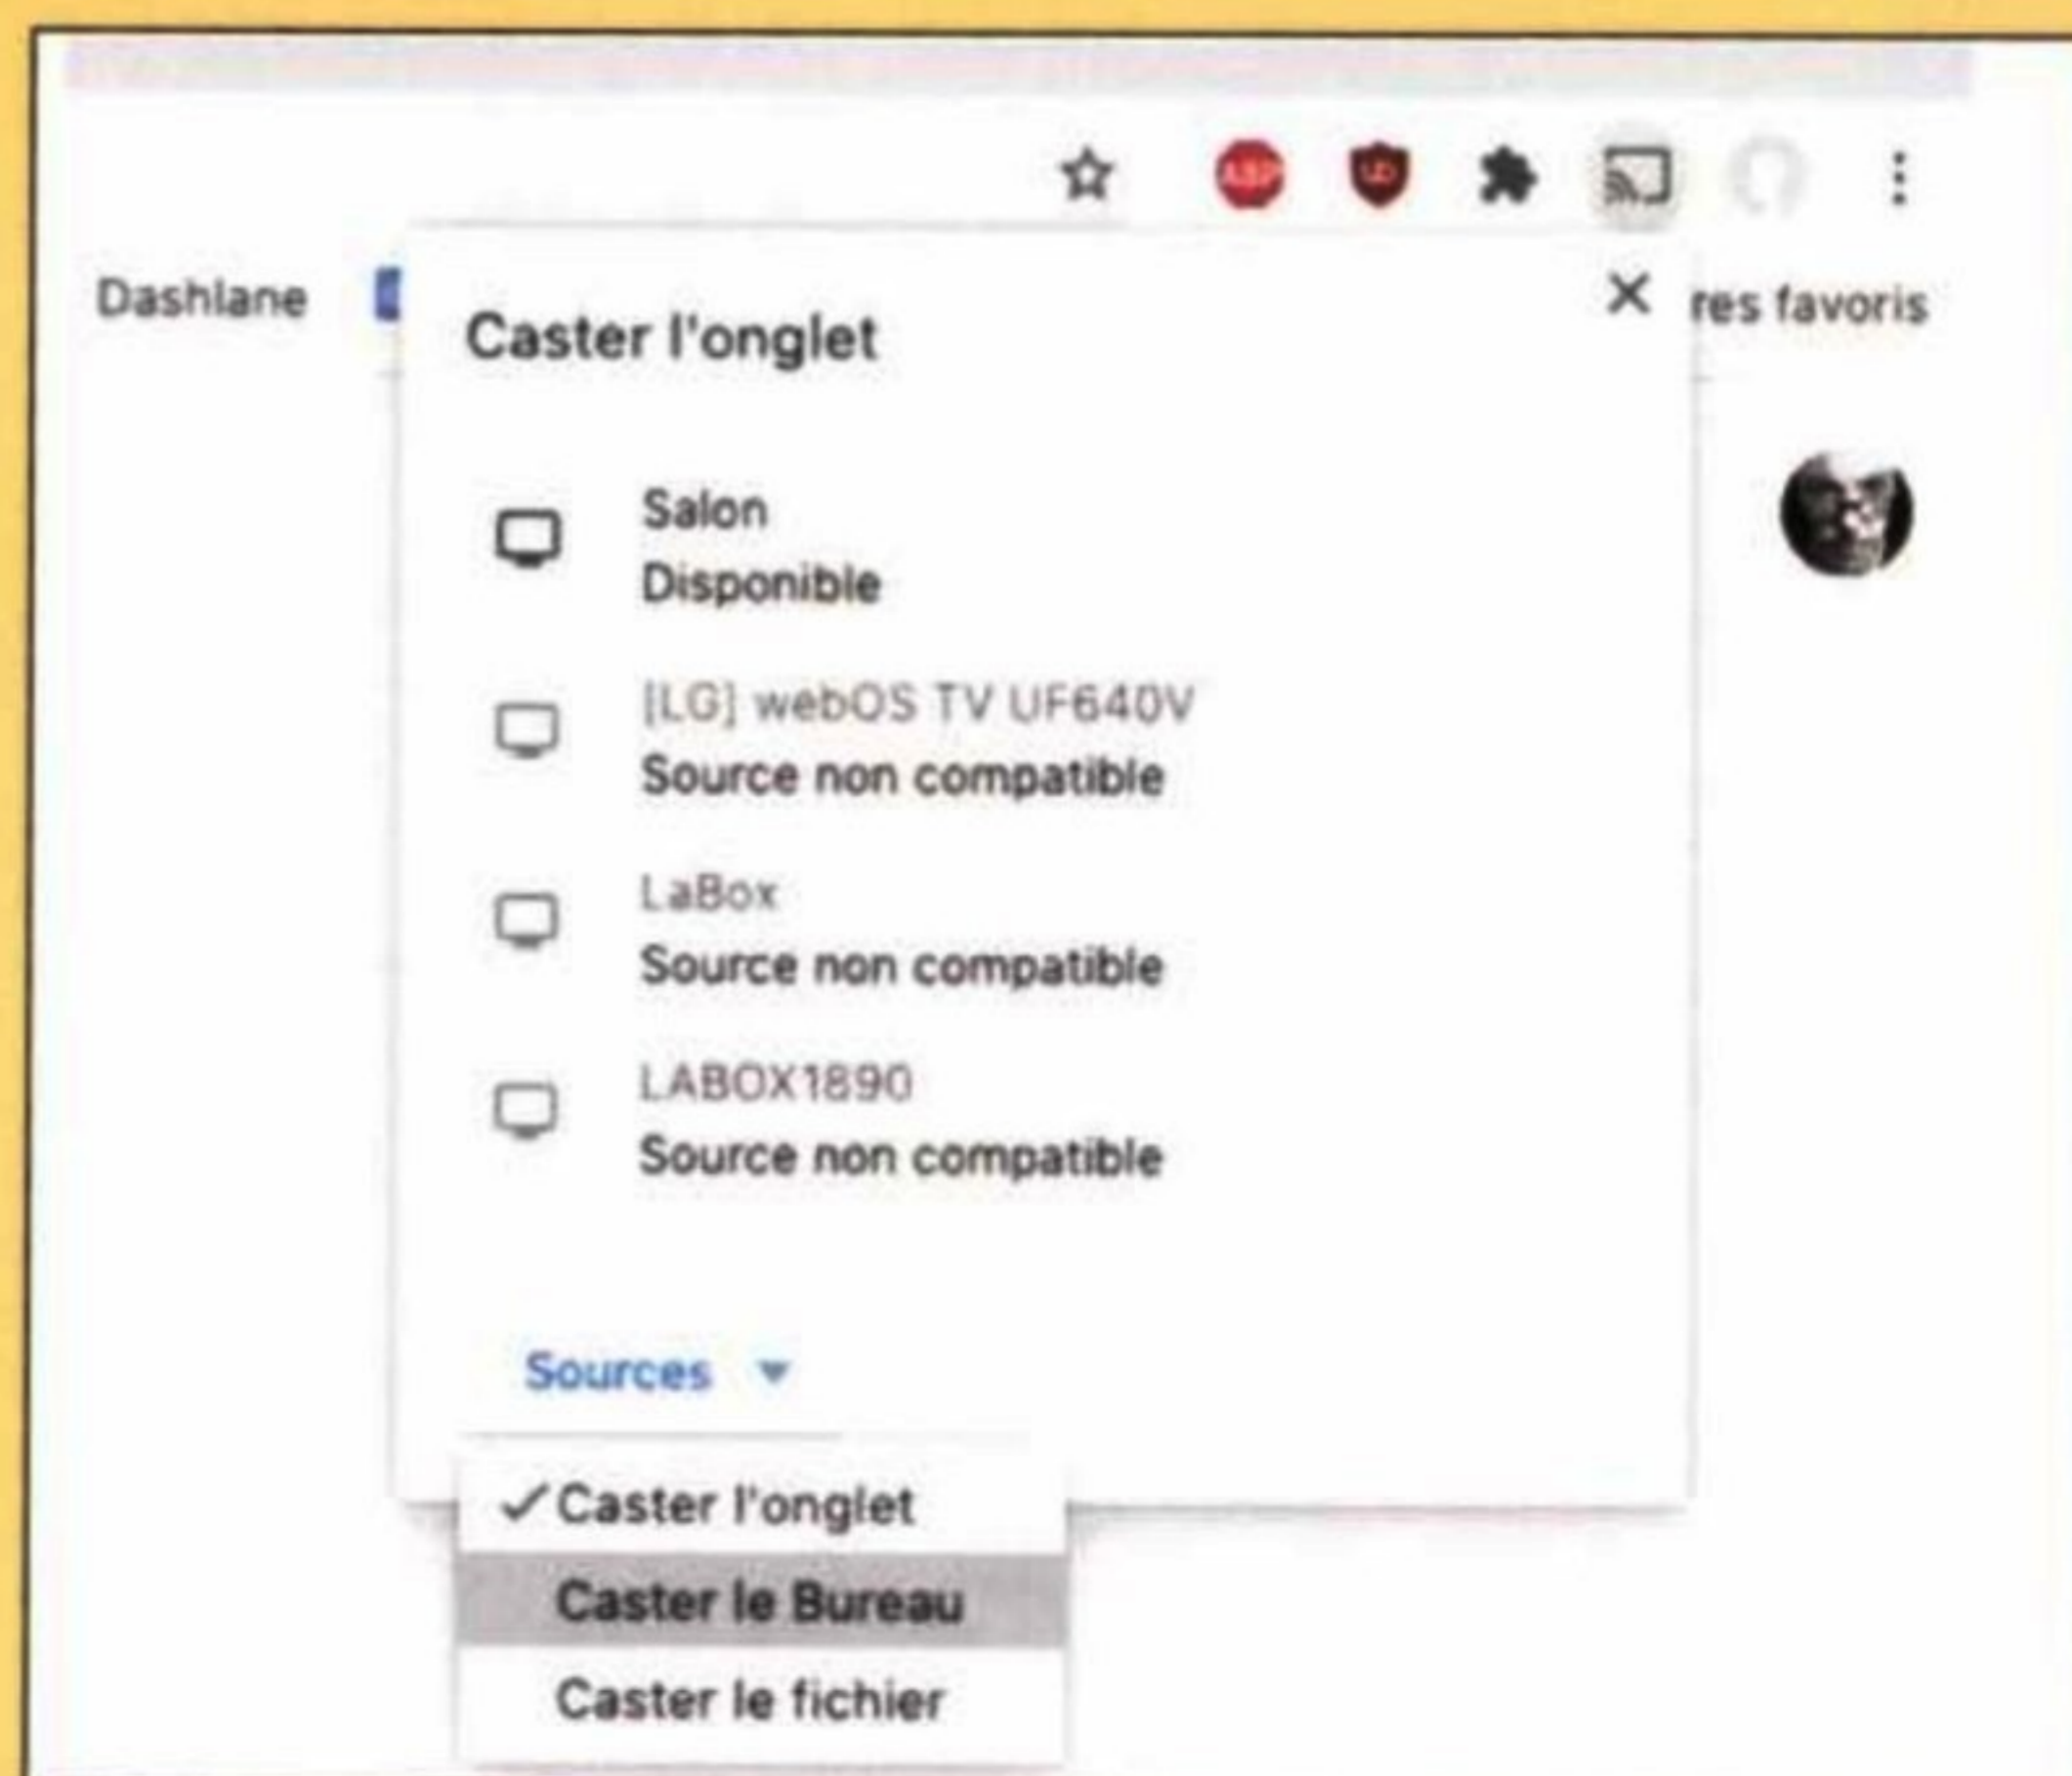 ABP
Dashlane
res favoris
Caster l'onglet
Salon
Disponible
[LG] webOS TV UF640V
Source non compatible
LaBox
Source non compatible
LABOX1890
Source non compatible
Sources
Caster l'onglet
Caster le Bureau
Caster le fichier